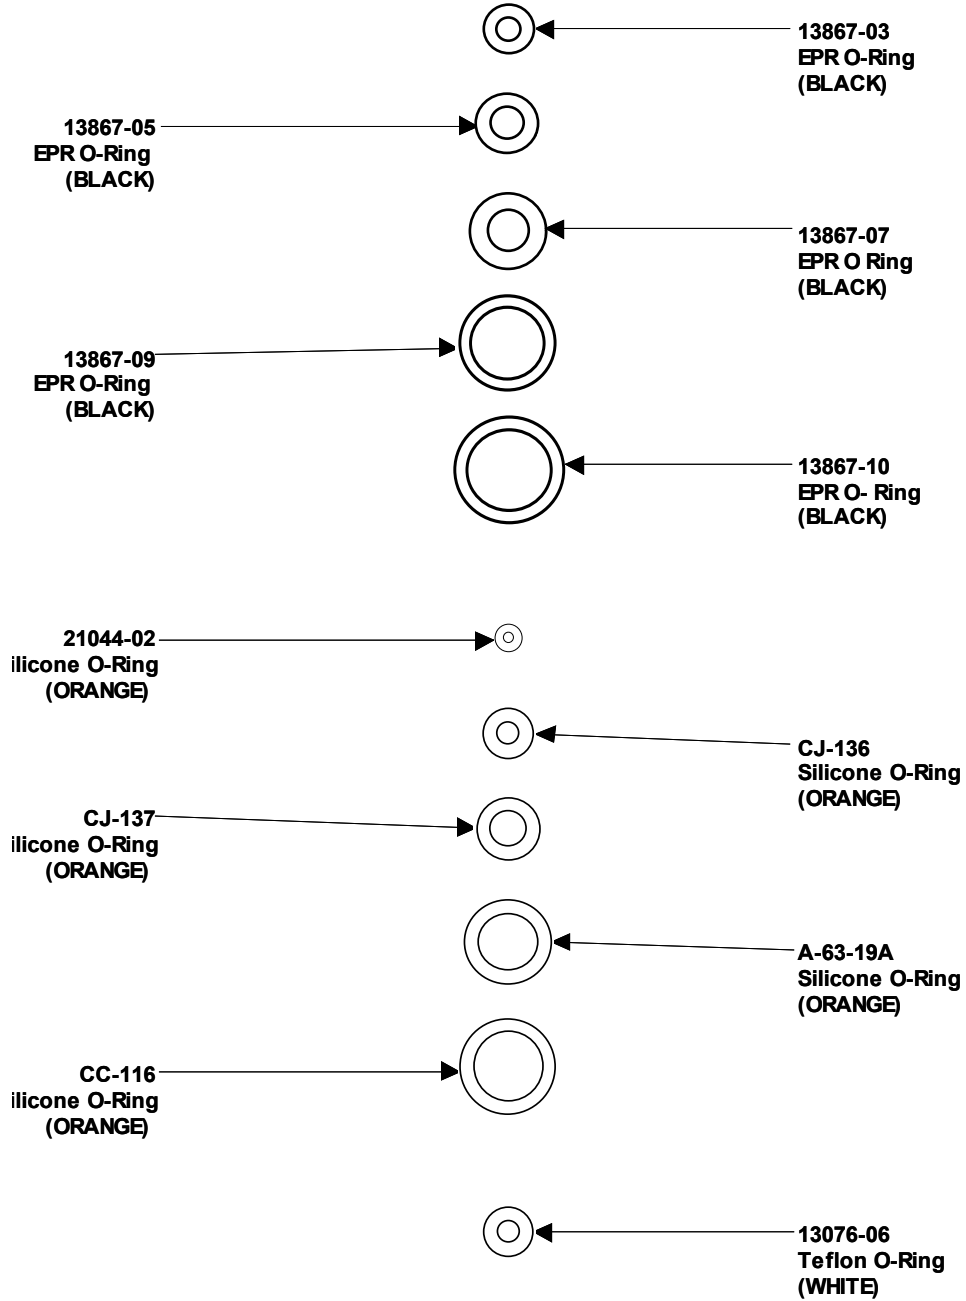 13867-03
EPR O-Ring
(BLACK)
13867-05
EPR O-Ring
(BLACK)
13867-07
EPR O Ring
(BLACK)
13867-09
EPR O-Ring
(BLACK)
13867-10
EPR O- Ring
(BLACK)
21044-02
ilicone O-Ring
(ORANGE)
CJ-136
Silicone O-Ring
(ORANGE)
CJ-137
ilicone O-Ring
(ORANGE)
A-63-19A
Silicone O-Ring
(ORANGE)
CC-116
ilicone O-Ring
(ORANGE)
13076-06
Teflon O-Ring
(WHITE)